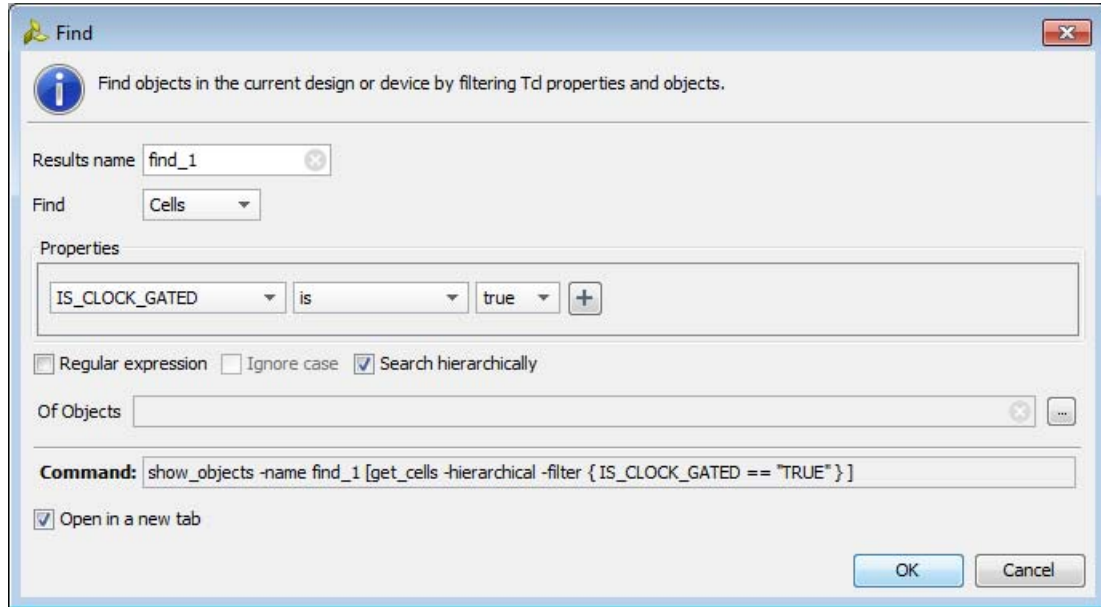 Find
Find objects in the current design or device by filtering Tcl properties and objects.
Results name find_1
Find Cells
Properties
IS_CLOCK_GATED is true +
Regular expression Ignore case Search hierarchically
Of Objects ...
Command: show_objects -name find_1 [get_cells -hierarchical -filter { IS_CLOCK_GATED == "TRUE" } ]
Open in a new tab
OK Cancel